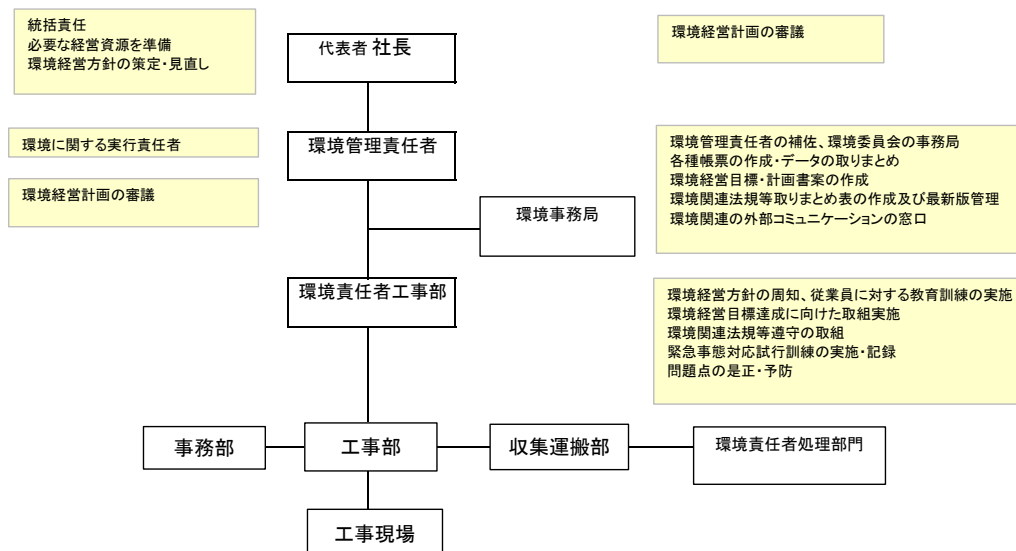 統括責任
必要な経営資源を準備
環境経営方針の策定・見直し
代表者 社長
環境経営計画の審議
環境に関する実行責任者
環境管理責任者
環境管理責任者の補佐、環境委員会の事務局
各種帳票の作成・データの取りまとめ
環境経営目標・計画書案の作成
環境関連法規等取りまとめ表の作成及び最新版管理
環境関連の外部コミュニケーションの窓口
環境経営計画の審議
環境事務局
環境責任者工事部
環境経営方針の周知、従業員に対する教育訓練の実施
環境経営目標達成に向けた取組実施
環境関連法規等遵守の取組
緊急事態対応試行訓練の実施・記録
問題点の是正・予防
事務部
工事部
収集運搬部
環境責任者処理部門
工事現場